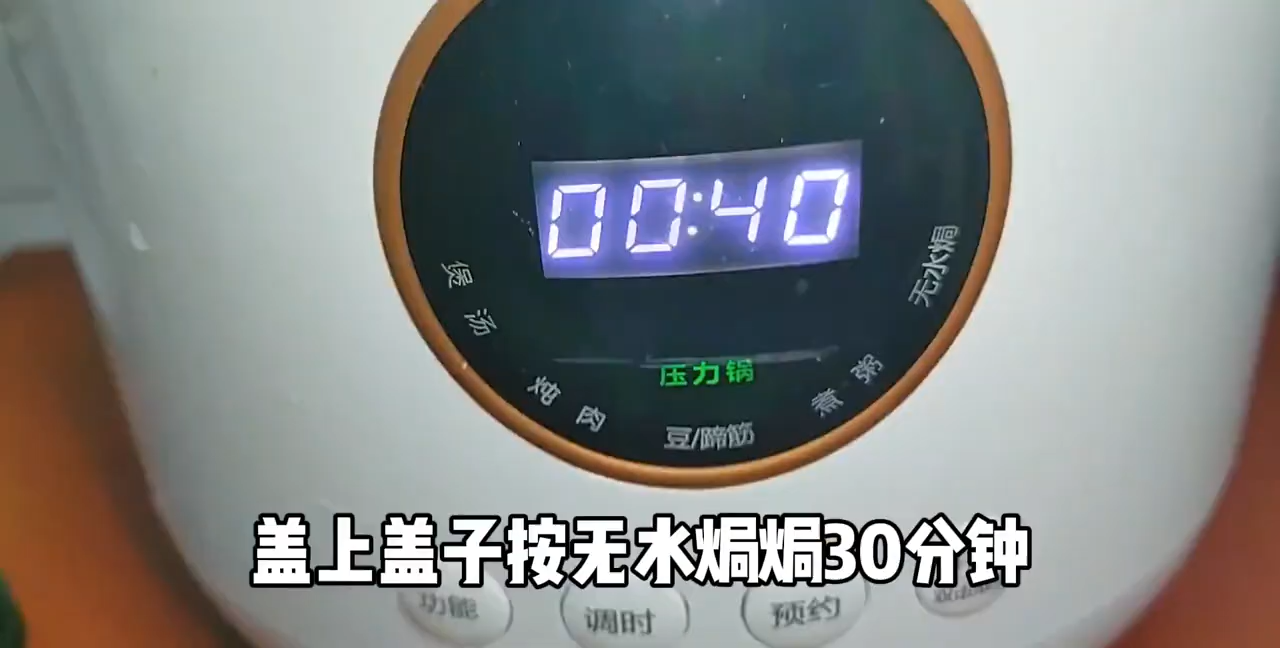 00:40
无水焗
煲汤
压力锅
炖肉
煮粥
豆/蹄筋
盖上盖子按无水焗焗30分钟
功能
调时
预约